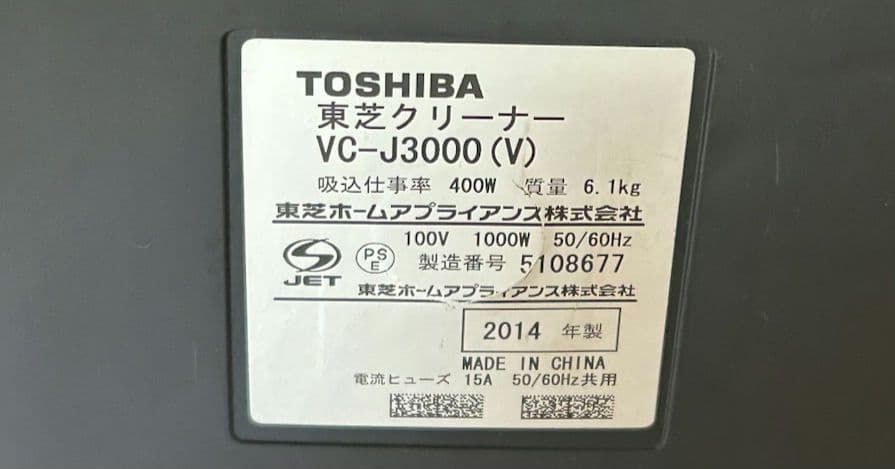 TOSHIBA
東芝クリーナー
VC-J3000(V)
吸込仕事率 400W 質量 6.1kg
東芝ホームアプライアンス株式会社
100V 1000W 50/60Hz
PS
E
製造番号 5108677
JET
東芝ホームアプライアンス株式会社
2014 年製
MADE IN CHINA
電流ヒューズ 15A 50/60Hz共用